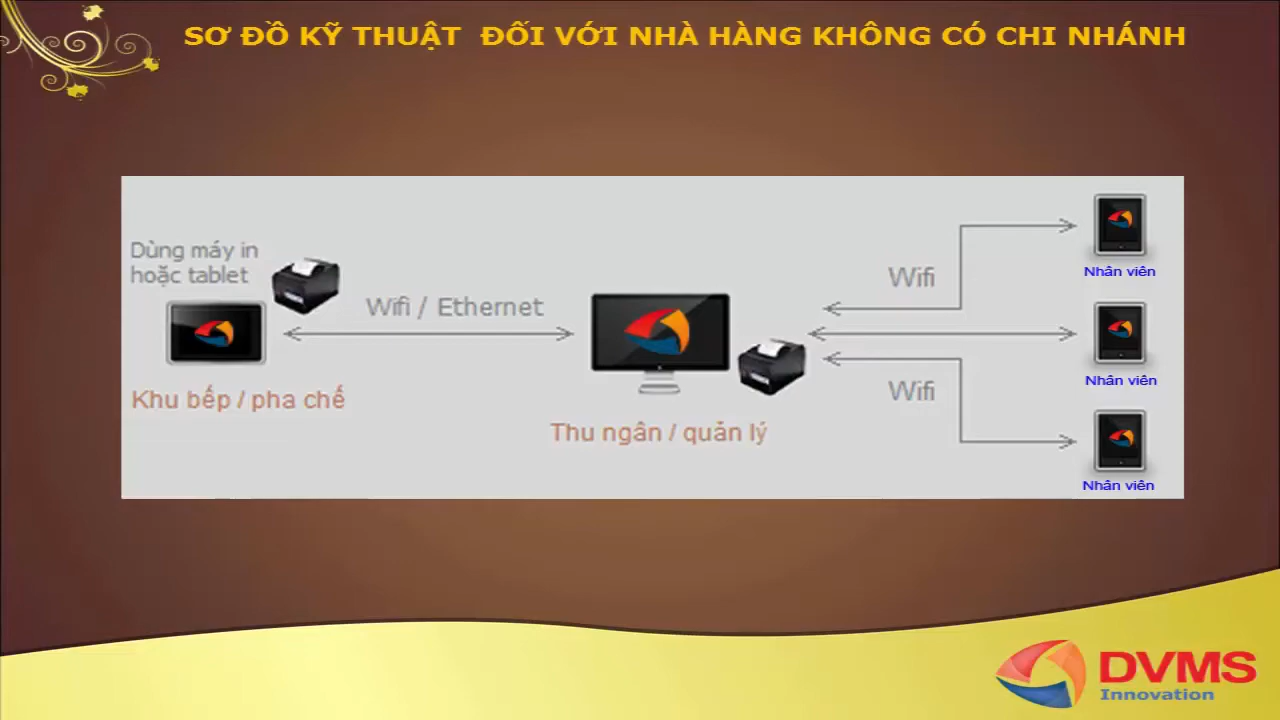 SƠ ĐỒ KỸ THUẬT ĐỐI VỚI NHÀ HÀNG KHÔNG CÓ CHI NHÁNH
Dùng máy in
hoặc tablet
Wifi / Ethernet
Khu bếp / pha chế
Thu ngân / quản lý
Wifi
Wifi
Nhân viên
Nhân viên
Nhân viên
DVMS
Innovation